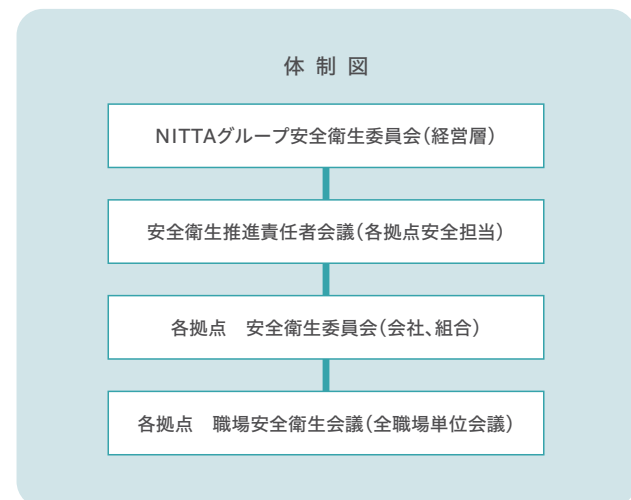 体制図
NITTAグループ安全衛生委員会(経営層)
安全衛生推進責任者会議(各拠点安全担当)
各拠点　安全衛生委員会(会社、組合)
各拠点　職場安全衛生会議(全職場単位会議)